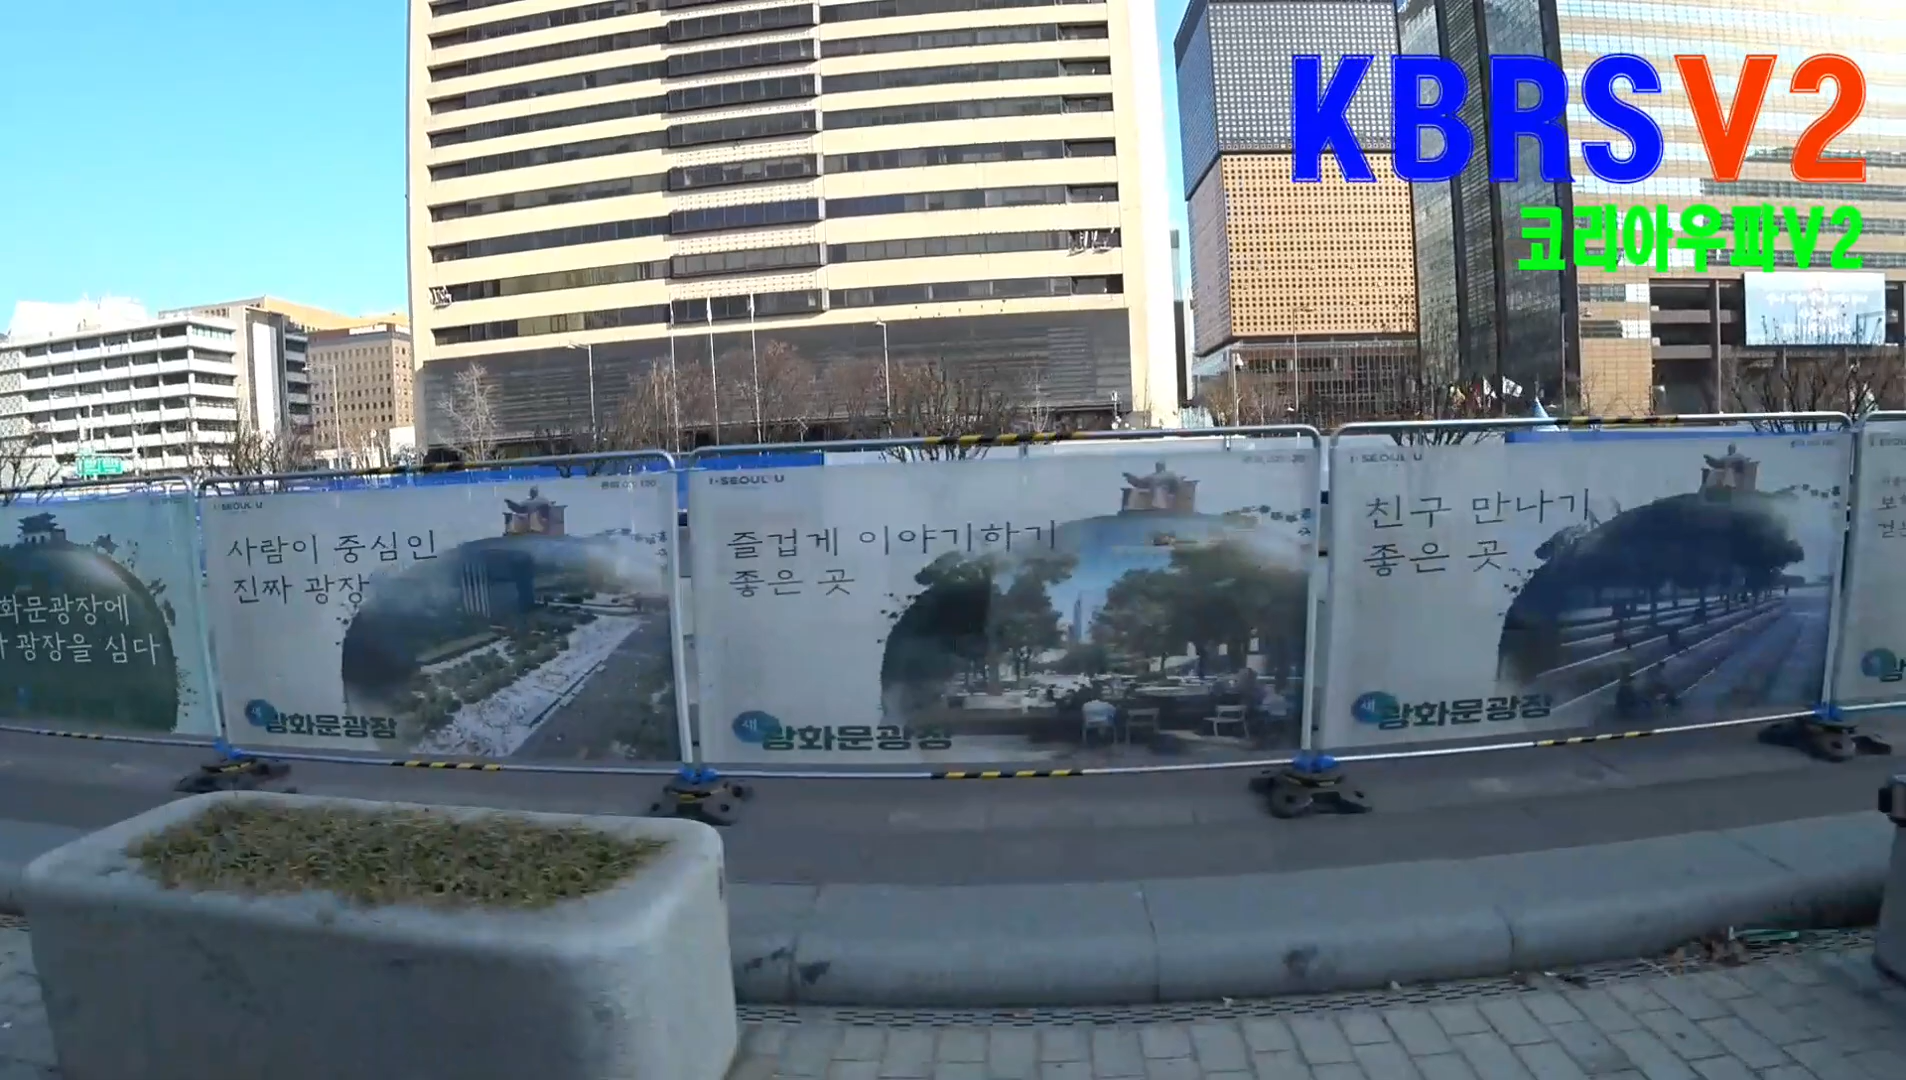 KBRSV2
코리아우파V2
화문광장에
광장을 심다
I·SEOUL·U
사람이 중심인
진짜 광장
새
광화문광장
I·SEOUL·U
즐겁게 이야기하기
좋은 곳
새
광화문광장
I·SEOUL·U
친구 만나기
좋은 곳
새
광화문광장